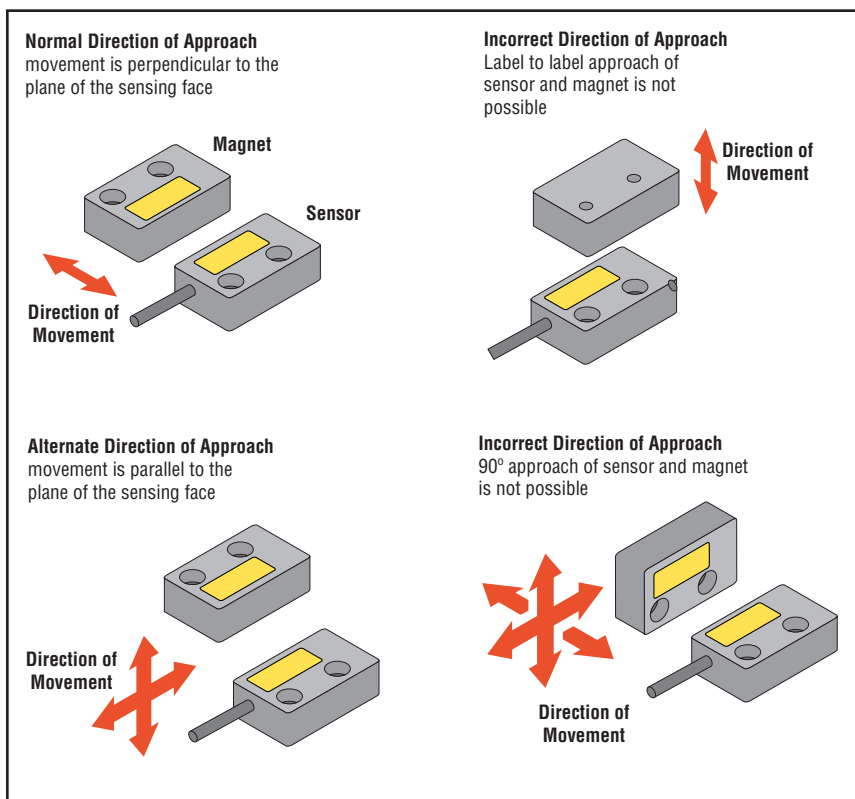 Normal Direction of Approach
movement is perpendicular to the
plane of the sensing face
Magnet
Sensor
Direction of
Movement
Incorrect Direction of Approach
Label to label approach of
sensor and magnet is not
possible
Direction of
Movement
Alternate Direction of Approach
movement is parallel to the
plane of the sensing face
Direction of
Movement
Incorrect Direction of Approach
90º approach of sensor and magnet
is not possible
Direction of
Movement